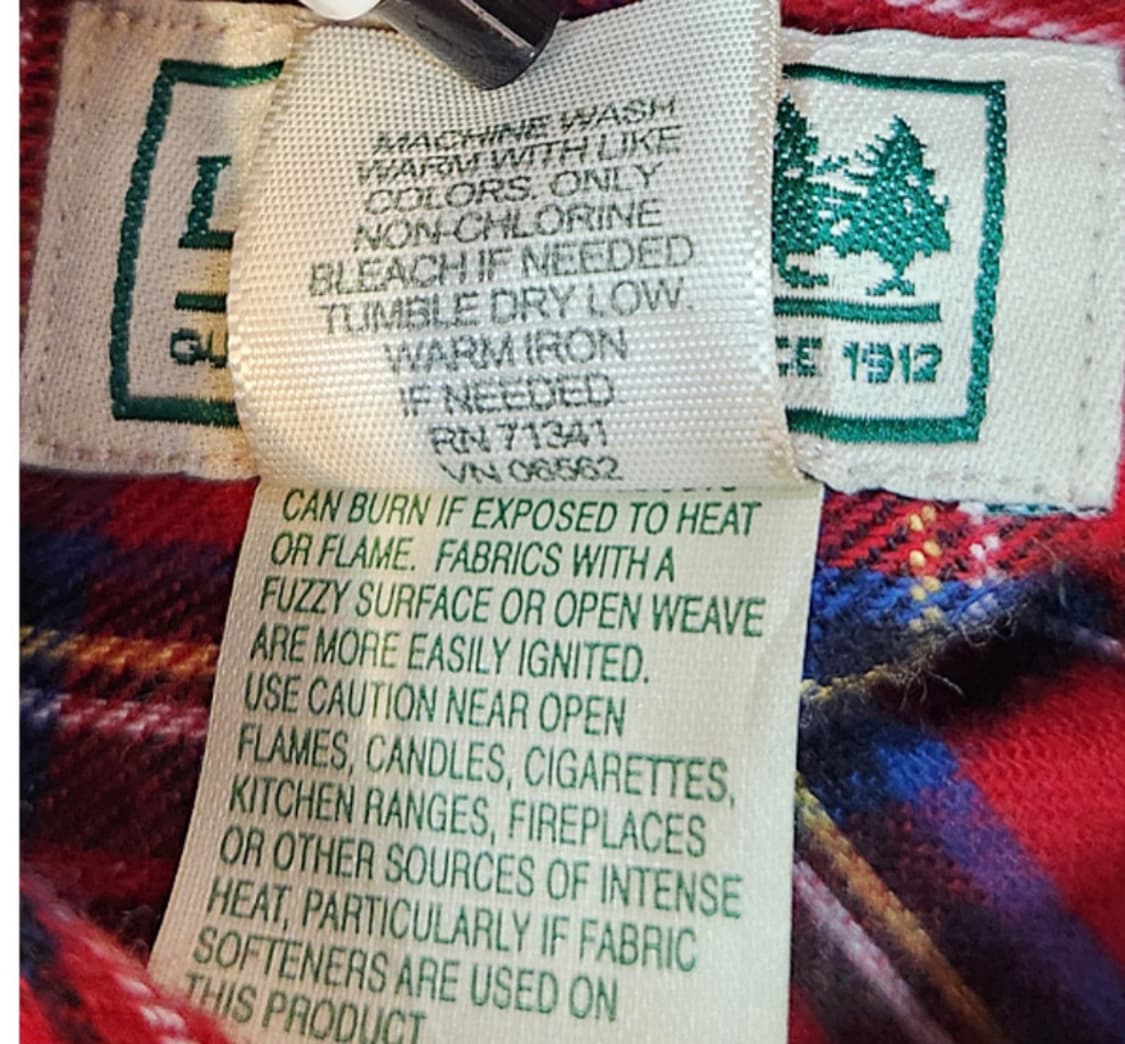 MACHINE WASH
WARM WITH LIKE
COLORS. ONLY
NON-CHLORINE
BLEACH IF NEEDED
TUMBLE DRY LOW.
WARM IRON
IF NEEDED
RN 71341
VN 06562
1912
CAN BURN IF EXPOSED TO HEAT
OR FLAME. FABRICS WITH A
FUZZY SURFACE OR OPEN WEAVE
ARE MORE EASILY IGNITED.
USE CAUTION NEAR OPEN
FLAMES, CANDLES, CIGARETTES,
KITCHEN RANGES, FIREPLACES
OR OTHER SOURCES OF INTENSE
HEAT, PARTICULARLY IF FABRIC
SOFTENERS ARE USED ON
THIS PRODUCT